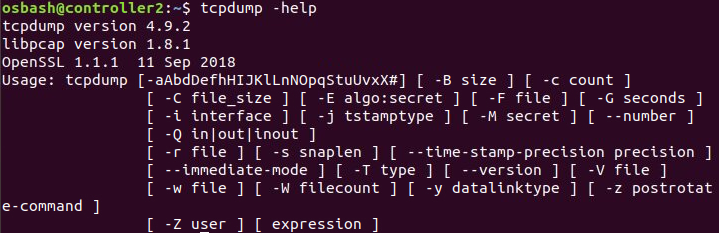 osbash@controller2:~$ tcpdump -help
tcpdump version 4.9.2
libpcap version 1.8.1
OpenSSL 1.1.1  11 Sep 2018
Usage: tcpdump [-aAbdDefhHIJKlLnNOpqStuUvxX#] [ -B size ] [ -c count ]
                [ -C file_size ] [ -E algo:secret ] [ -F file ] [ -G seconds ]
                [ -i interface ] [ -j tstamptype ] [ -M secret ] [ --number ]
                [ -Q in|out|inout ]
                [ -r file ] [ -s snaplen ] [ --time-stamp-precision precision ]
                [ --immediate-mode ] [ -T type ] [ --version ] [ -V file ]
                [ -w file ] [ -W filecount ] [ -y datalinktype ] [ -z postrotat
e-command ]
                [ -Z user ] [ expression ]